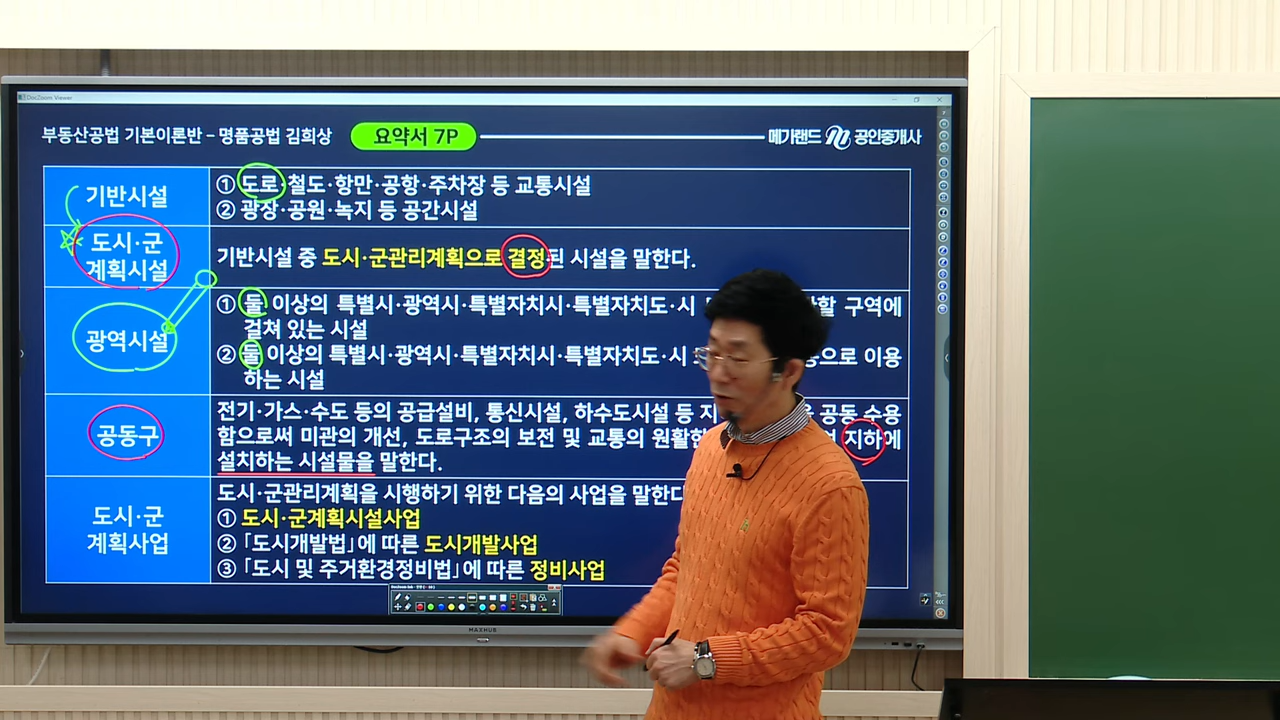 DocZoom Viewer
부동산공법 기본이론반 – 명품공법 김희상
요약서 7P
메가랜드 공인중개사
기반시설
① 도로·철도·항만·공항·주차장 등 교통시설
② 광장·공원·녹지 등 공간시설
도시·군
계획시설
기반시설 중 도시·군관리계획으로 결정된 시설을 말한다.
광역시설
① 둘 이상의 특별시·광역시·특별자치시·특별자치도·시 할 구역에
걸쳐 있는 시설
② 둘 이상의 특별시·광역시·특별자치시·특별자치도·시 으로 이용
하는 시설
공동구
전기·가스·수도 등의 공급설비, 통신시설, 하수도시설 등 지 공동 수용
함으로써 미관의 개선, 도로구조의 보전 및 교통의 원활한 지하에
설치하는 시설물을 말한다.
도시·군
계획사업
도시·군관리계획을 시행하기 위한 다음의 사업을 말한다
① 도시·군계획시설사업
② 「도시개발법」에 따른 도시개발사업
③ 「도시 및 주거환경정비법」에 따른 정비사업
MAXHUB